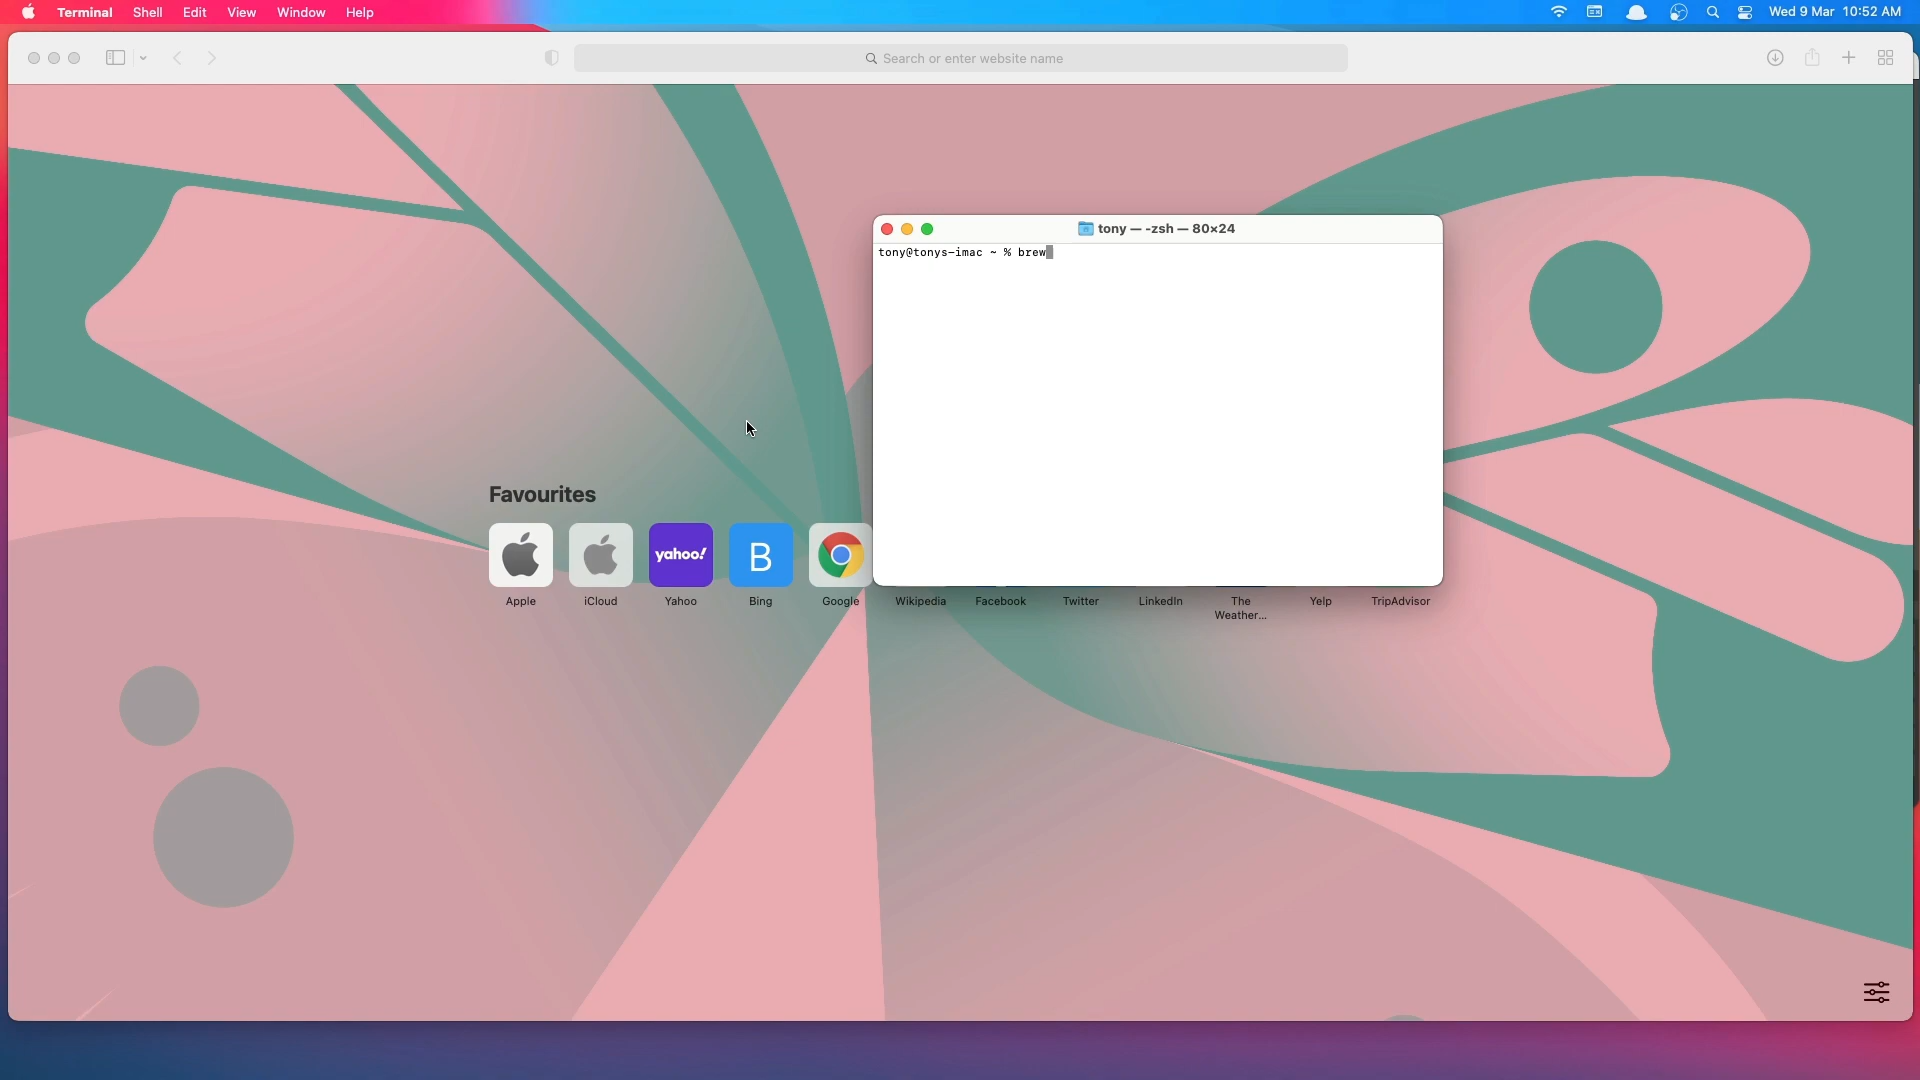 Terminal Shell Edit View Window Help
Wed 9 Mar 10:52 AM
Search or enter website name
tony — -zsh — 80×24
tony@tonys-imac ~ % brew
Favourites
yahoo!
B
Apple
iCloud
Yahoo
Bing
Google
Wikipedia
Facebook
Twitter
LinkedIn
The
Weather...
Yelp
TripAdvisor